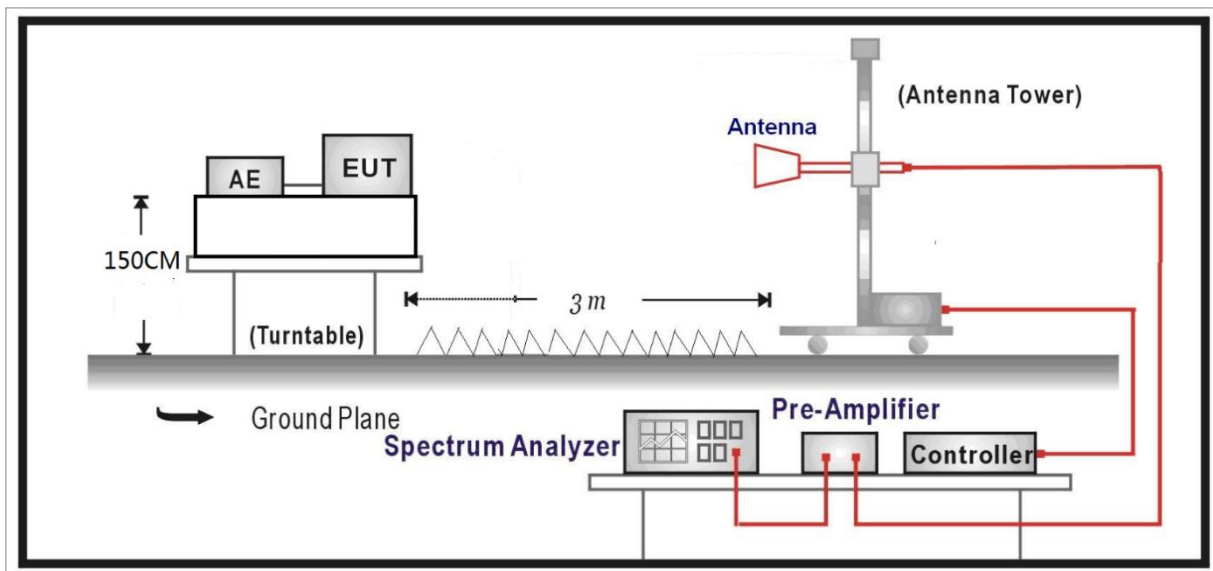 (Antenna Tower)
Antenna
AE
EUT
150CM
3 m
(Turntable)
Ground Plane
Spectrum Analyzer
Pre-Amplifier
Controller